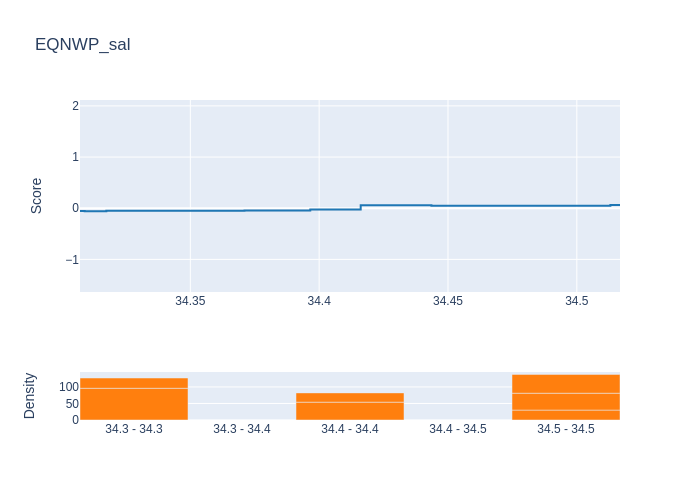 EQNWP_sal
2
1
0
−1
Score
34.35
34.4
34.45
34.5
100
50
0
Density
34.3 - 34.3
34.3 - 34.4
34.4 - 34.4
34.4 - 34.5
34.5 - 34.5